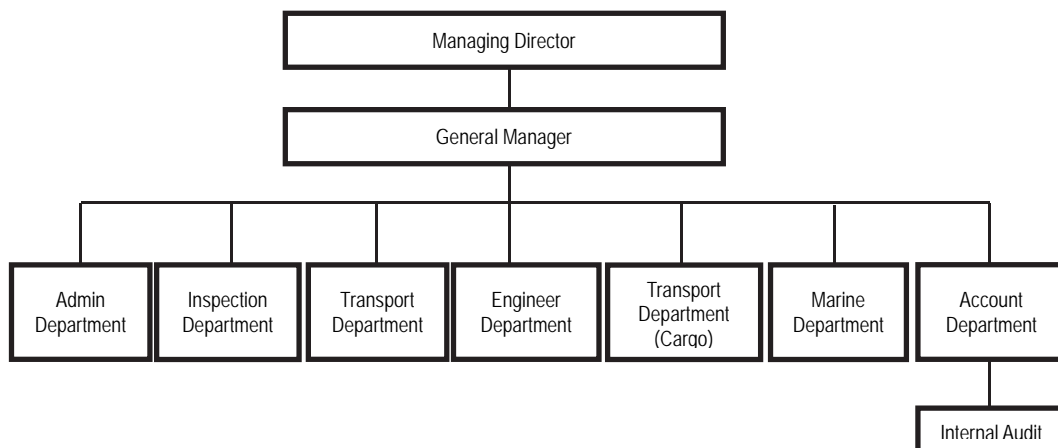 Managing Director
General Manager
Admin
Department
Inspection
Department
Transport
Department
Engineer
Department
Transport
Department
(Cargo)
Marine
Department
Account
Department
Internal Audit